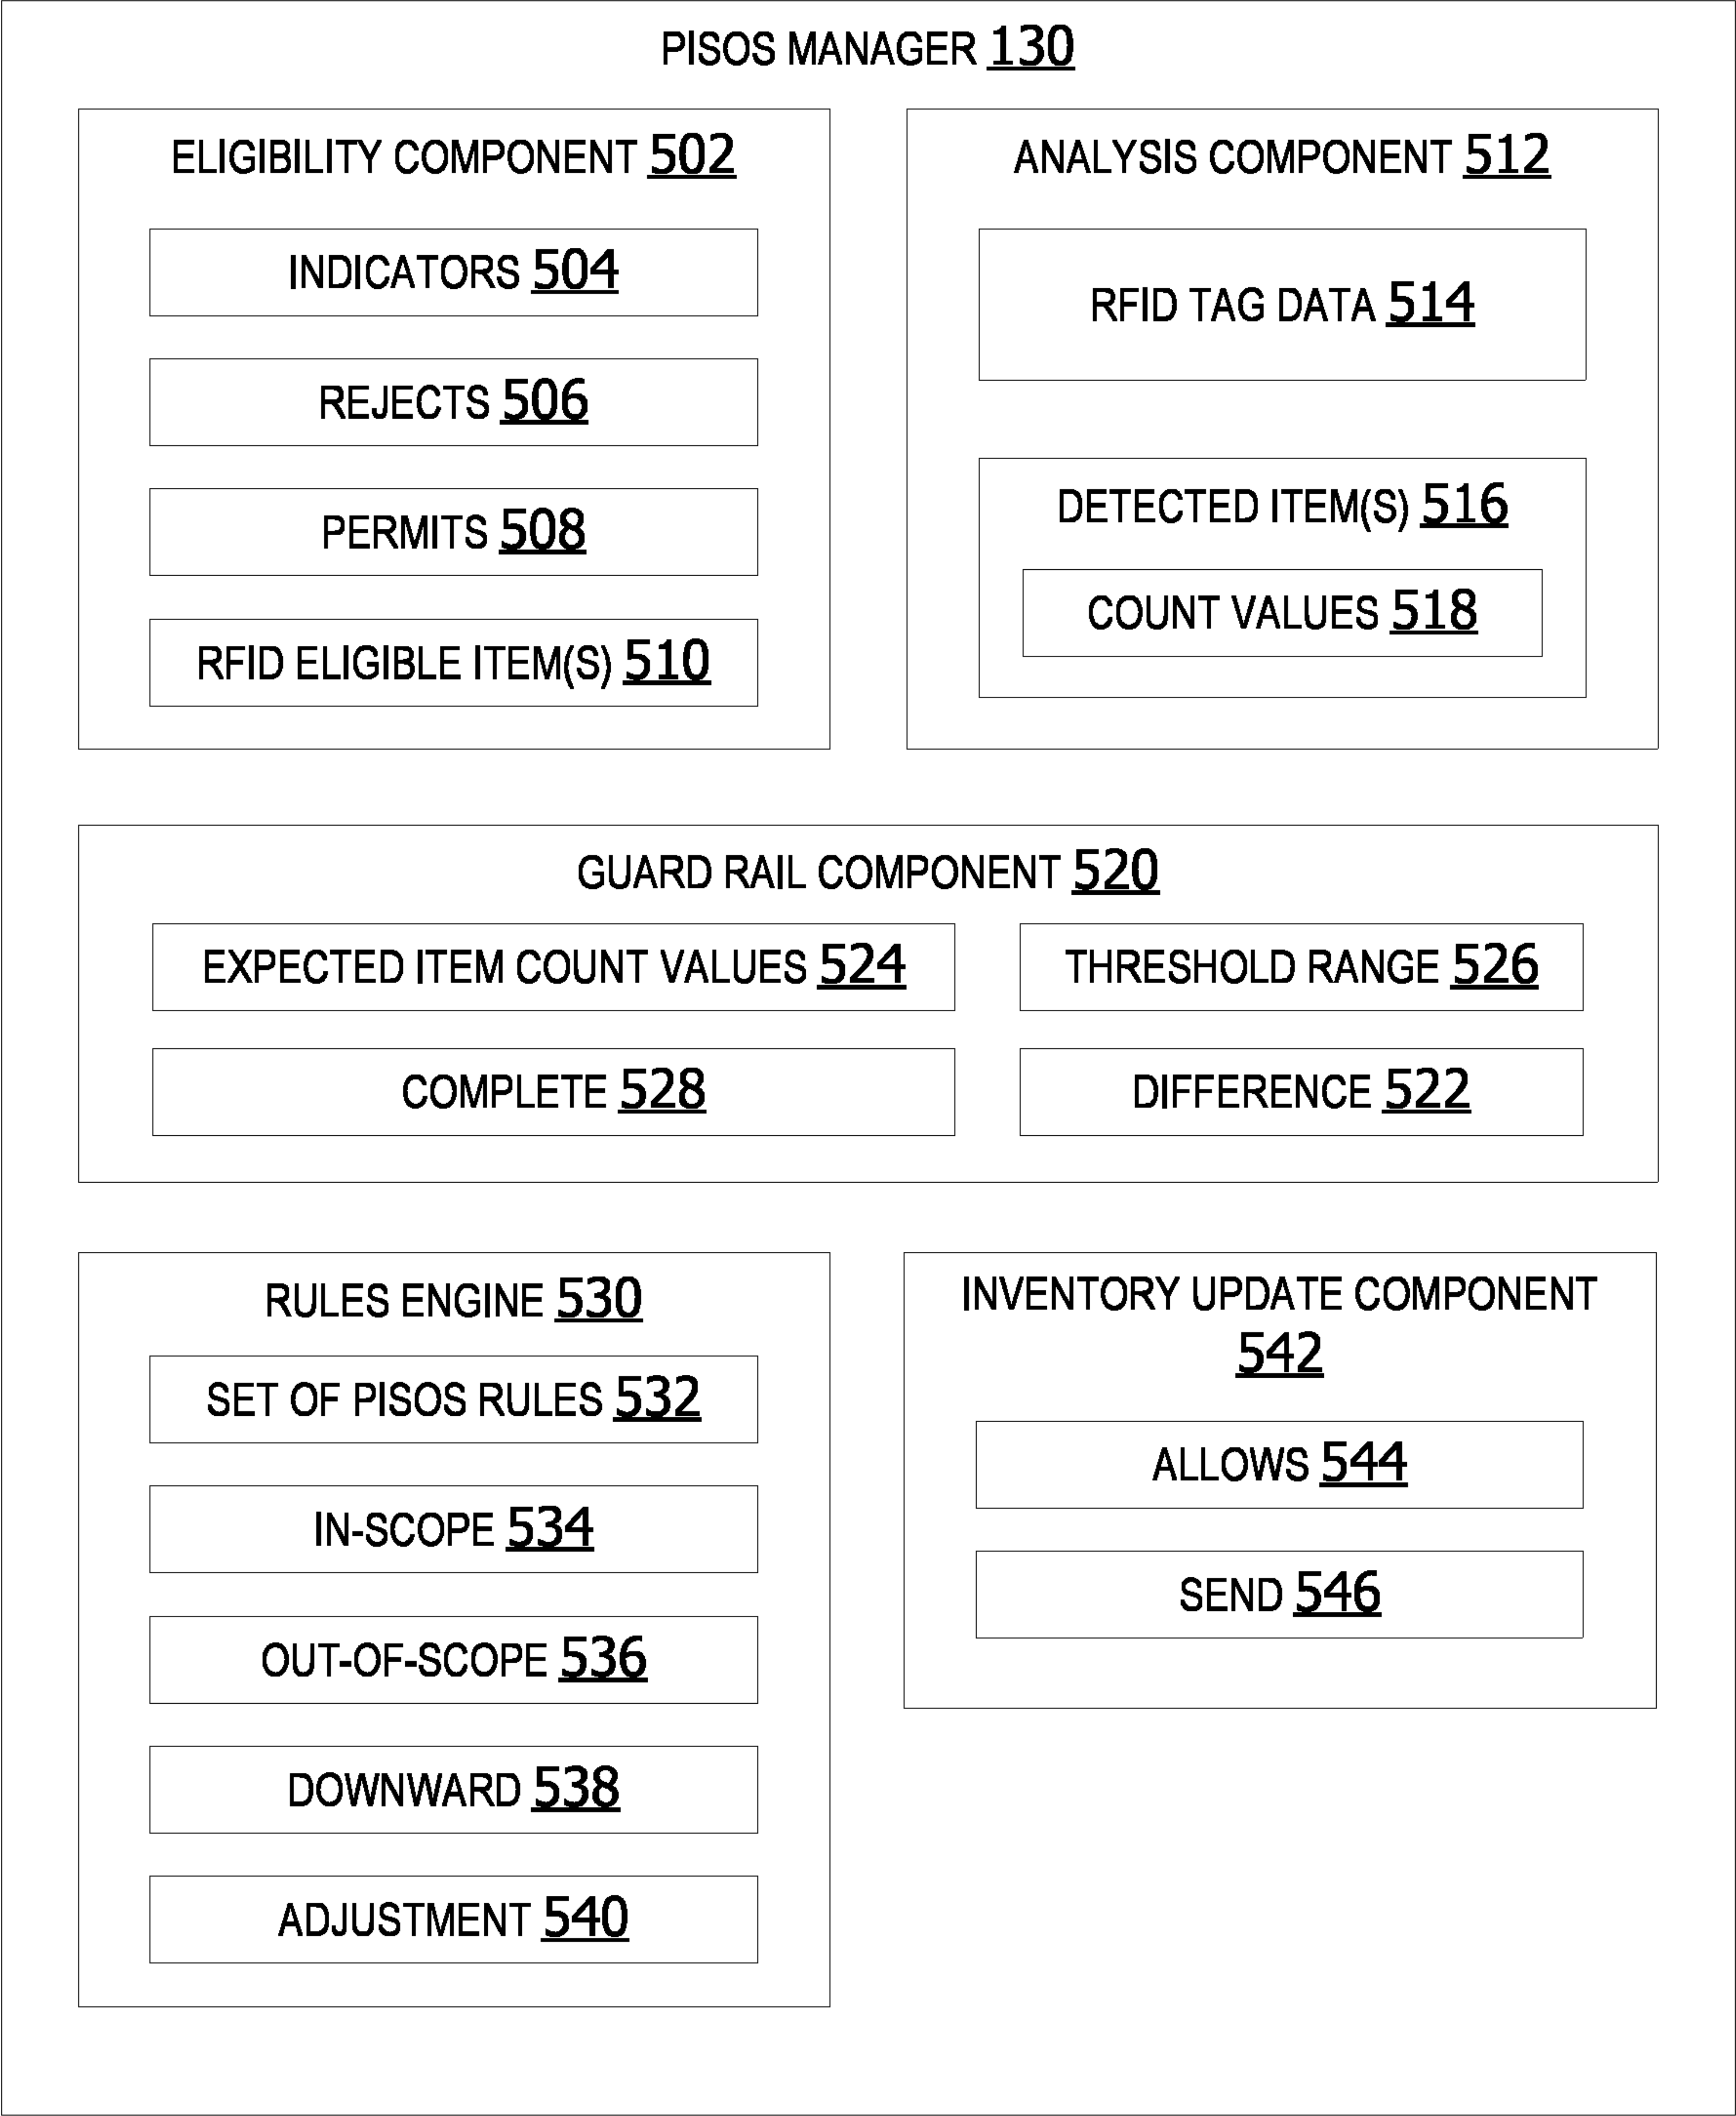 PISOS MANAGER 130
ELIGIBILITY COMPONENT 502
INDICATORS 504
REJECTS 506
PERMITS 508
RFID ELIGIBLE ITEM(S) 510
ANALYSIS COMPONENT 512
RFID TAG DATA 514
DETECTED ITEM(S) 516
COUNT VALUES 518
GUARD RAIL COMPONENT 520
EXPECTED ITEM COUNT VALUES 524
THRESHOLD RANGE 526
COMPLETE 528
DIFFERENCE 522
RULES ENGINE 530
SET OF PISOS RULES 532
IN-SCOPE 534
OUT-OF-SCOPE 536
DOWNWARD 538
ADJUSTMENT 540
INVENTORY UPDATE COMPONENT
542
ALLOWS 544
SEND 546